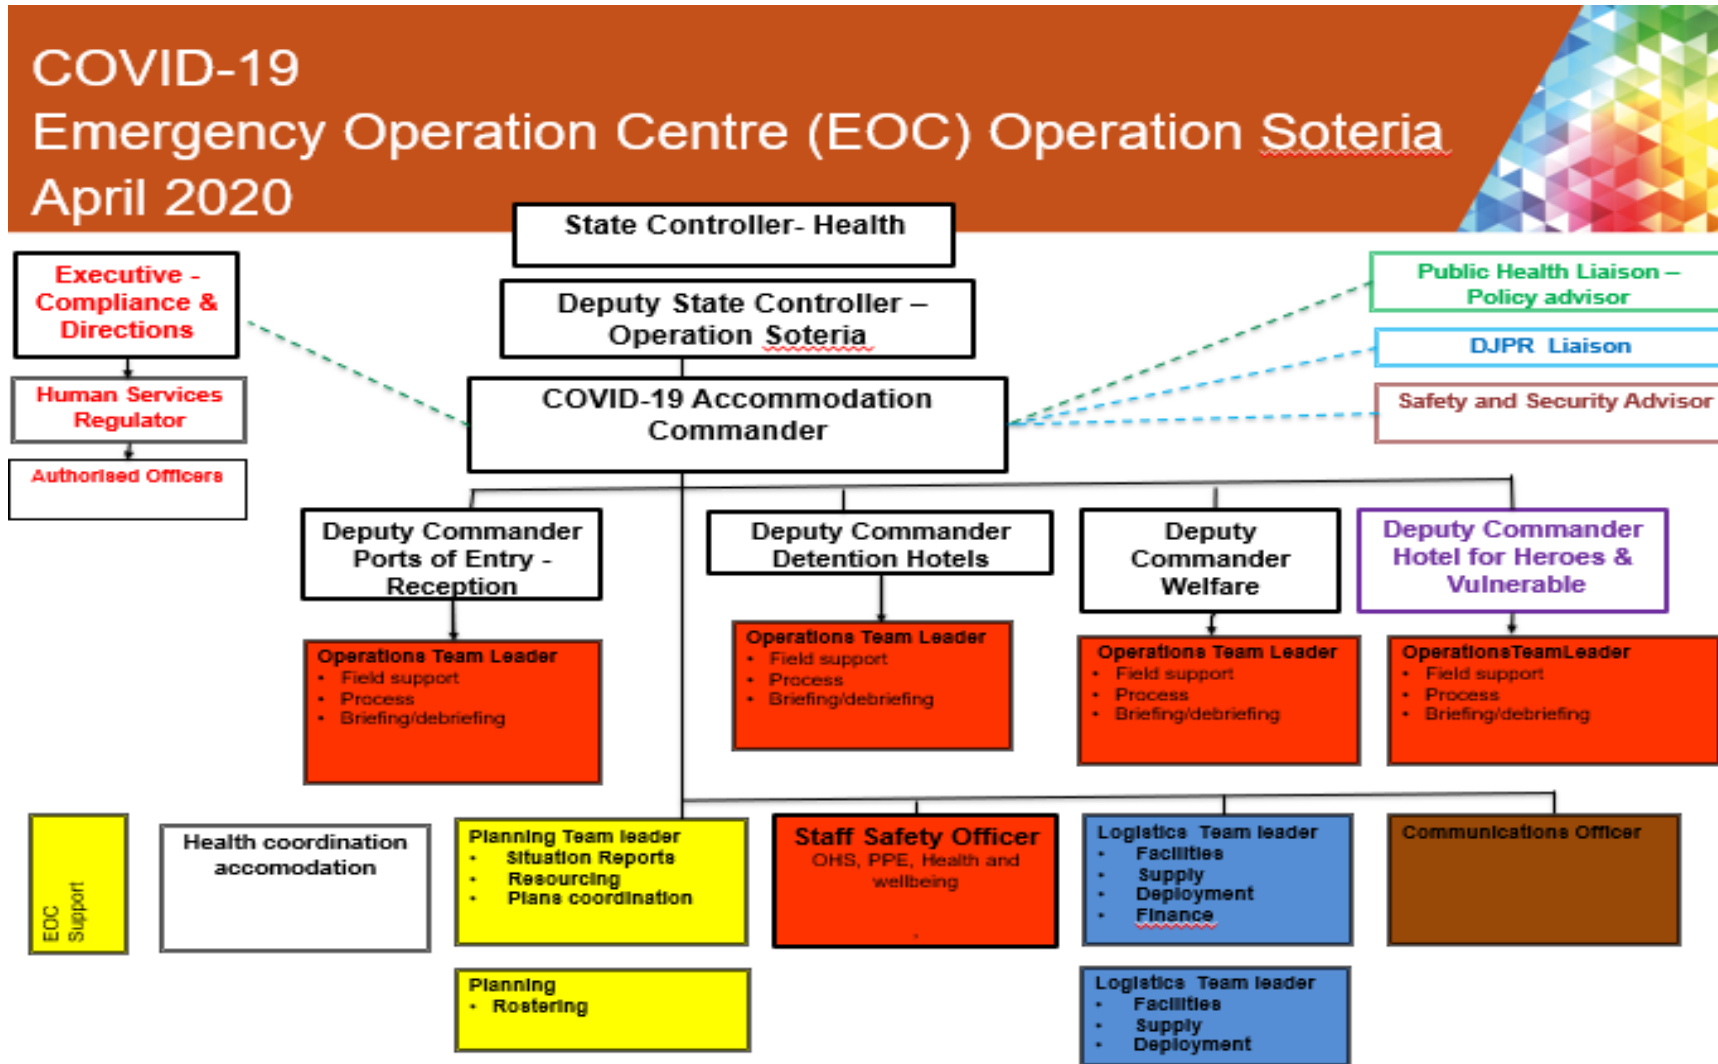 COVID-19
Emergency Operation Centre (EOC) Operation Soteria
April 2020
State Controller- Health
Executive -
Compliance &
Directions
Public Health Liaison –
Policy advisor
Deputy State Controller –
Operation Soteria
DJPR Liaison
Human Services
Regulator
COVID-19 Accommodation
Commander
Safety and Security Advisor
Authorised Officers
Deputy Commander
Ports of Entry -
Reception
Deputy Commander
Detention Hotels
Deputy
Commander
Welfare
Deputy Commander
Hotel for Heroes &
Vulnerable
Operations Team Leader
• Field support
• Process
• Briefing/debriefing
Operations Team Leader
• Field support
• Process
• Briefing/debriefing
Operations Team Leader
• Field support
• Process
• Briefing/debriefing
OperationsTeamLeader
• Field support
• Process
• Briefing/debriefing
EOC
Support
Health coordination
accomodation
Planning Team leader
• Situation Reports
• Resourcing
• Plans coordination
Staff Safety Officer
OHS, PPE, Health and
wellbeing
.
Logistics Team leader
• Facilities
• Supply
• Deployment
• Finance
Communications Officer
Planning
• Rostering
Logistics Team leader
• Facilities
• Supply
• Deployment